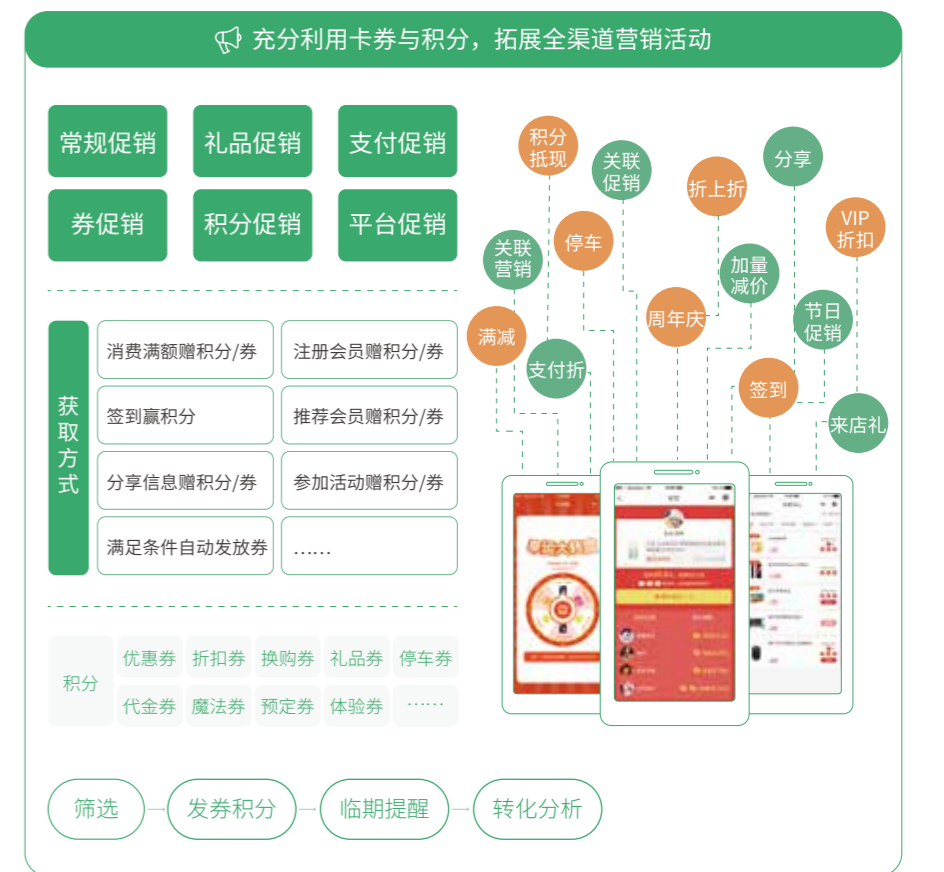 充分利用卡券与积分，拓展全渠道营销活动
常规促销
礼品促销
支付促销
券促销
积分促销
平台促销
获取方式
消费满额赠积分/券
注册会员赠积分/券
签到赢积分
推荐会员赠积分/券
分享信息赠积分/券
参加活动赠积分/券
满足条件自动发放券
……
积分
优惠券
折扣券
换购券
礼品券
停车券
代金券
魔法券
预定券
体验券
……
筛选
发券积分
临期提醒
转化分析
积分
抵现
关联
促销
分享
折上折
VIP
折扣
停车
关联
营销
加量
减价
周年庆
节日
促销
满减
支付折
签到
来店礼
幸运大转盘